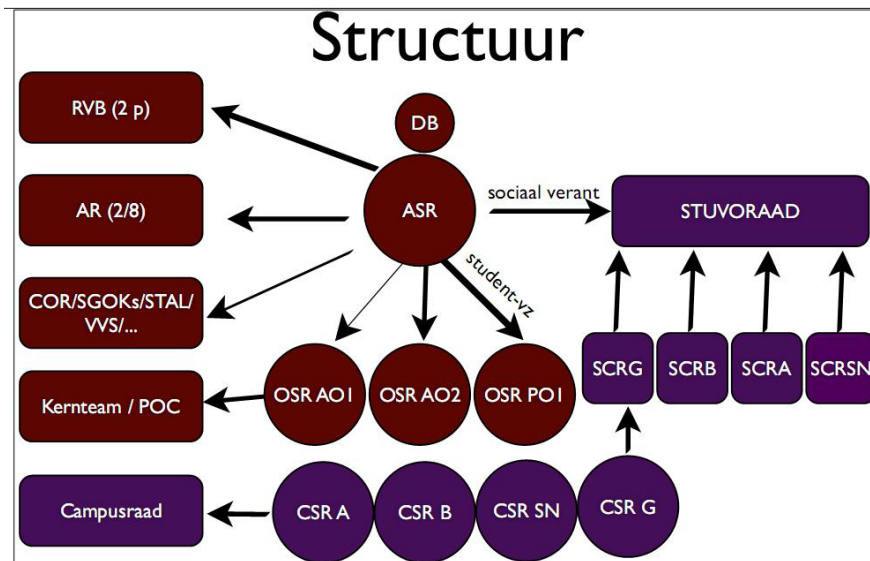 Structuur
RVB (2 p)
DB
AR (2/8)
ASR
sociaal verant
STUVORAAD
student-vz
COR/SGOKs/STAL/
VVS/...
SCRG
SCRB
SCRA
SCRSN
Kernteam / POC
OSR AO1
OSR AO2
OSR PO1
Campusraad
CSR A
CSR B
CSR SN
CSR G